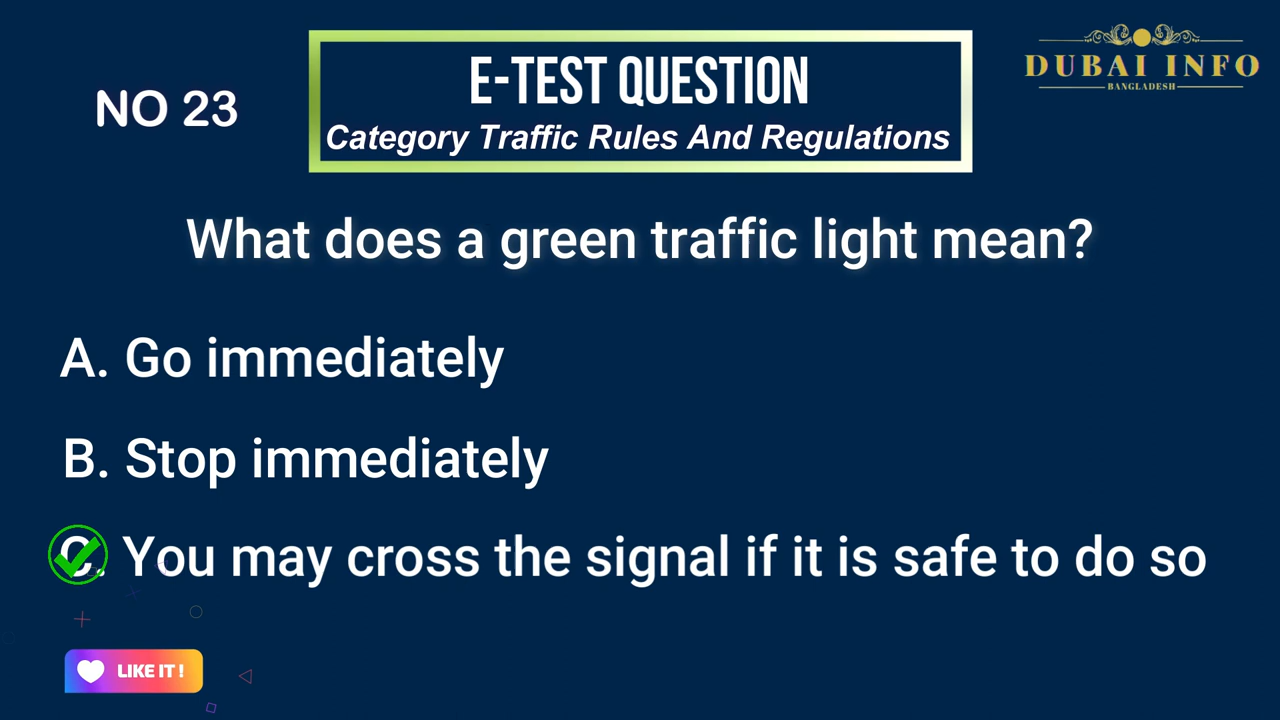 E-TEST QUESTION
Category Traffic Rules And Regulations
NO 23
DUBAI INFO
BANGLADESH
What does a green traffic light mean?
A. Go immediately
B. Stop immediately
C. You may cross the signal if it is safe to do so
LIKE IT !